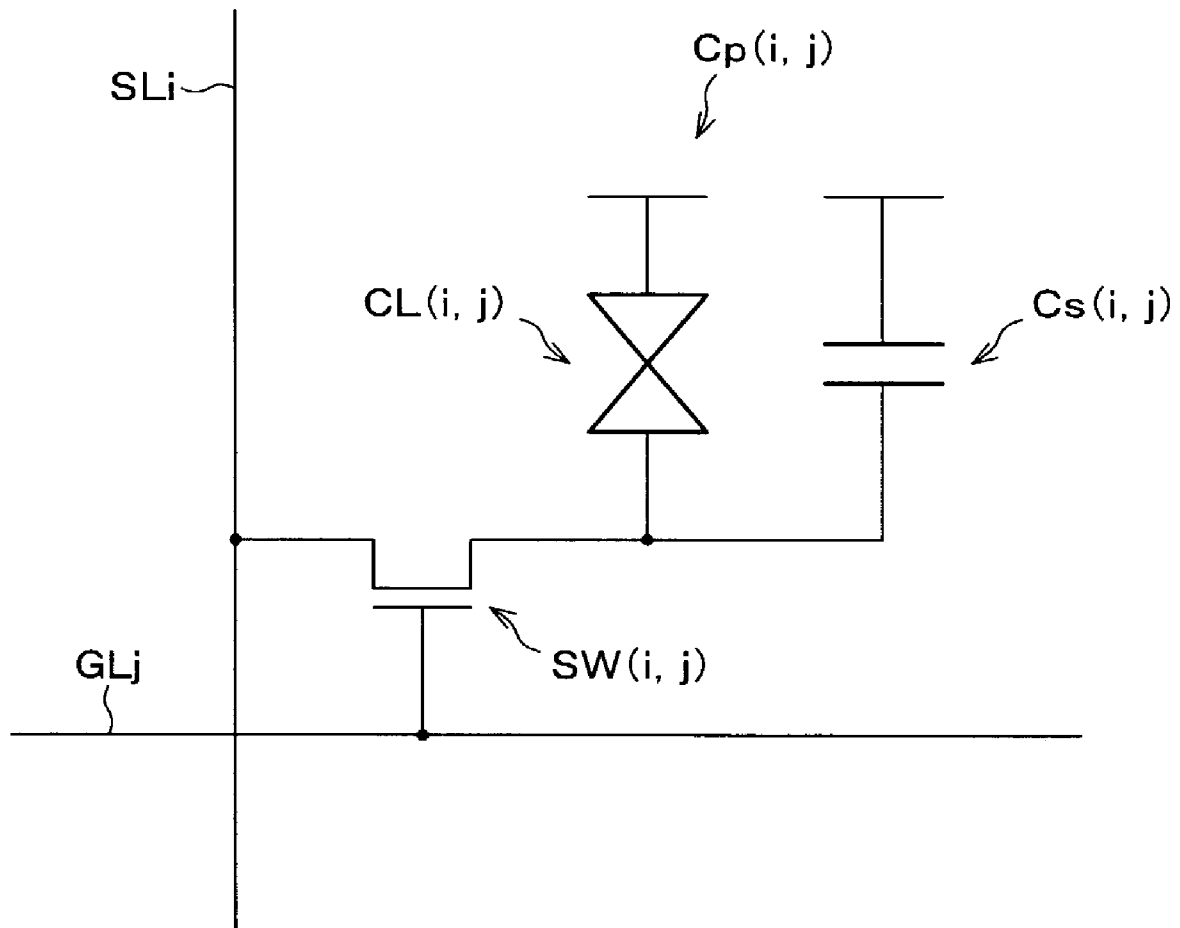 Cp(i, j)
SLi
CL(i, j)
Cs(i, j)
SW(i, j)
GLj